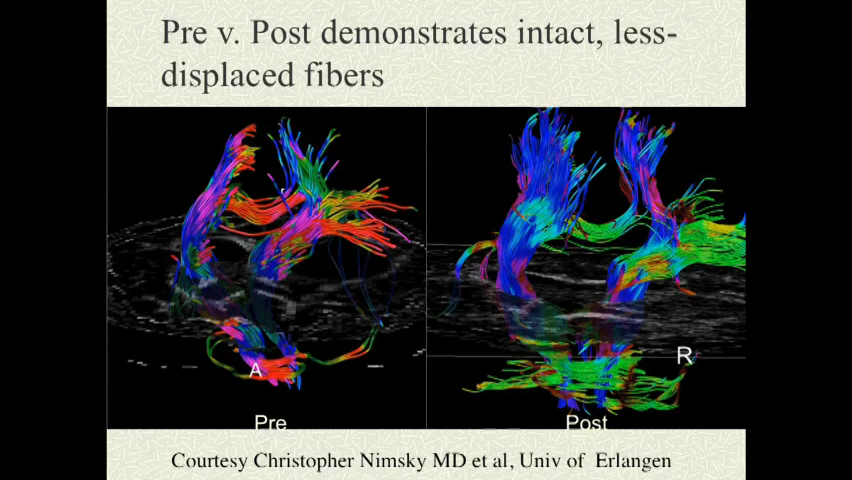 Pre v. Post demonstrates intact, less-
displaced fibers
r
A
R
Pre
Post
Courtesy Christopher Nimsky MD et al, Univ of Erlangen